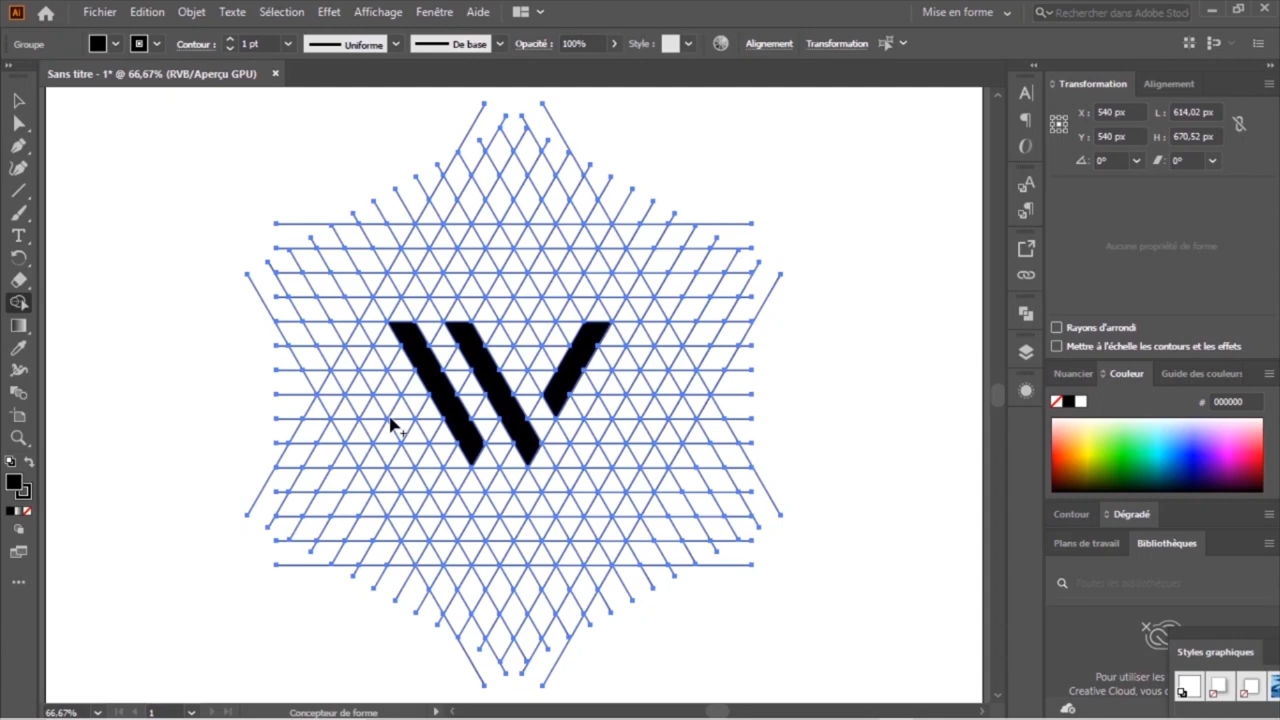 Ai Fichier Edition Objet Texte Sélection Effet Affichage Fenêtre Aide Mise en forme Rechercher dans Adobe Stod
Groupe Contour : 1 pt Uniforme De base Opacité : 100% Style : Alignement Transformation
Sans titre - 1* @ 66,67% (RVB/Aperçu GPU) ×
Transformation Alignement
X : 540 px L : 614,02 px
Y : 540 px H : 670,52 px
0° 0°
Aucune propriété de forme
Rayons d'arrondi
Mettre à l'échelle les contours et les effets
Nuancier Couleur Guide des couleurs
# 000000
Contour Dégradé
Plans de travail Bibliothèques
Toutes les bibliothèques
Styles graphiques
Pour utiliser les
Creative Cloud, vous c
66,67% 1 Concepteur de forme